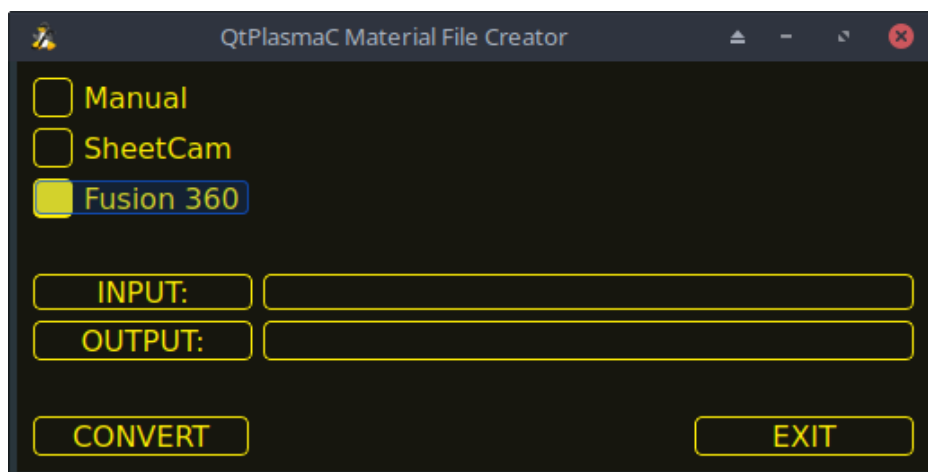 QtPlasmaC Material File Creator
Manual
SheetCam
Fusion 360
INPUT:
OUTPUT:
CONVERT
EXIT